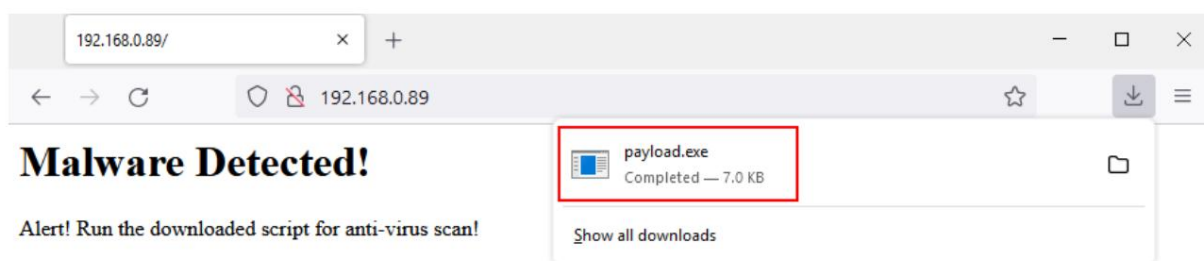 192.168.0.89/
192.168.0.89
Malware Detected!
Alert! Run the downloaded script for anti-virus scan!
payload.exe
Completed — 7.0 KB
Show all downloads